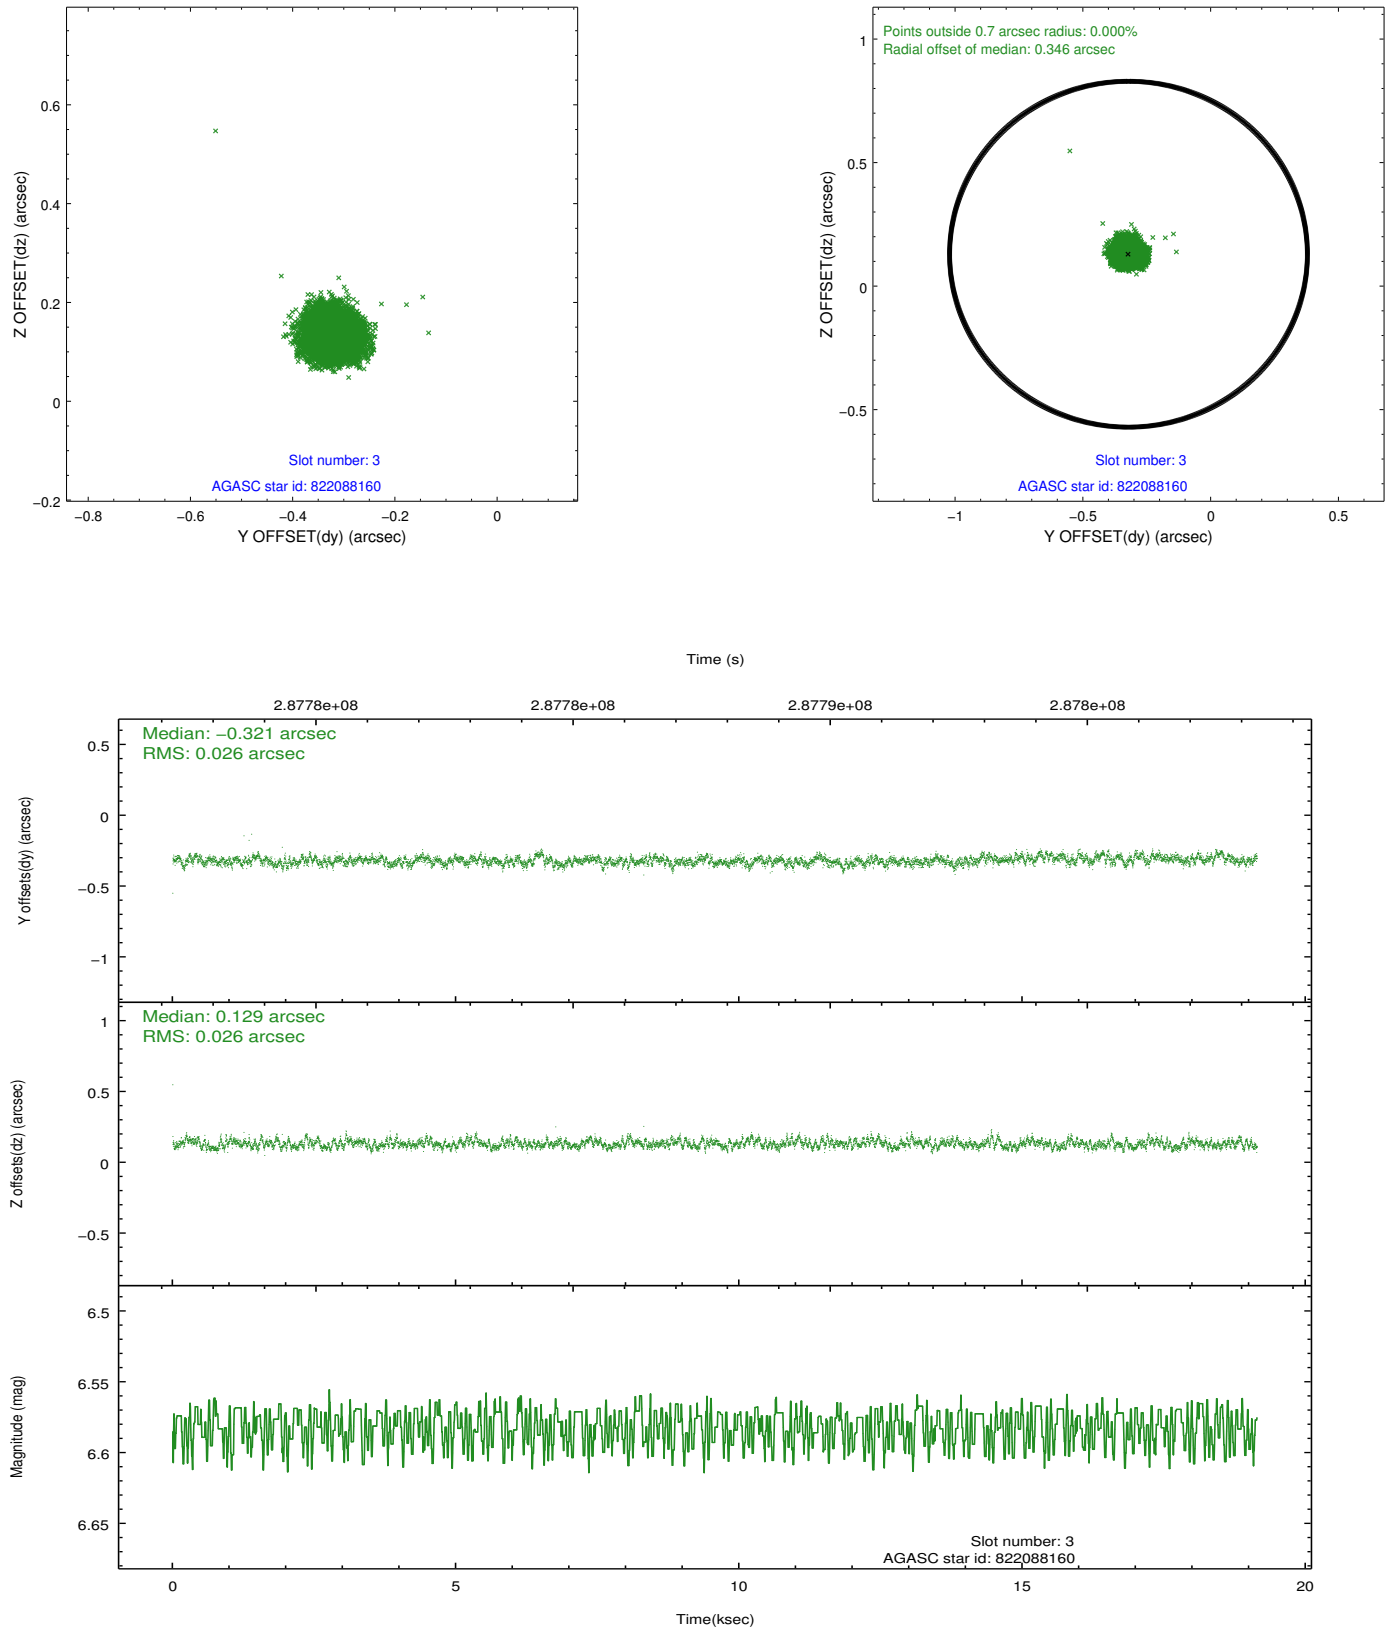 0.6
0.4
0.2
0
−0.2
Z OFFSET(dz) (arcsec)
Slot number: 3
AGASC star id: 822088160
−0.8
−0.6
−0.4
−0.2
0
Y OFFSET(dy) (arcsec)
Points outside 0.7 arcsec radius: 0.000%
Radial offset of median: 0.346 arcsec
1
0.5
0
−0.5
Z OFFSET(dz) (arcsec)
Slot number: 3
AGASC star id: 822088160
−1
−0.5
0
0.5
Y OFFSET(dy) (arcsec)
Time (s)
2.8778e+08
2.8778e+08
2.8779e+08
2.878e+08
Median: −0.321 arcsec
RMS: 0.026 arcsec
0.5
0
−0.5
−1
Y offsets(dy) (arcsec)
Median: 0.129 arcsec
RMS: 0.026 arcsec
1
0.5
0
−0.5
Z offsets(dz) (arcsec)
6.5
6.55
6.6
6.65
Magnitude (mag)
Slot number: 3
AGASC star id: 822088160
0
5
10
15
20
Time(ksec)